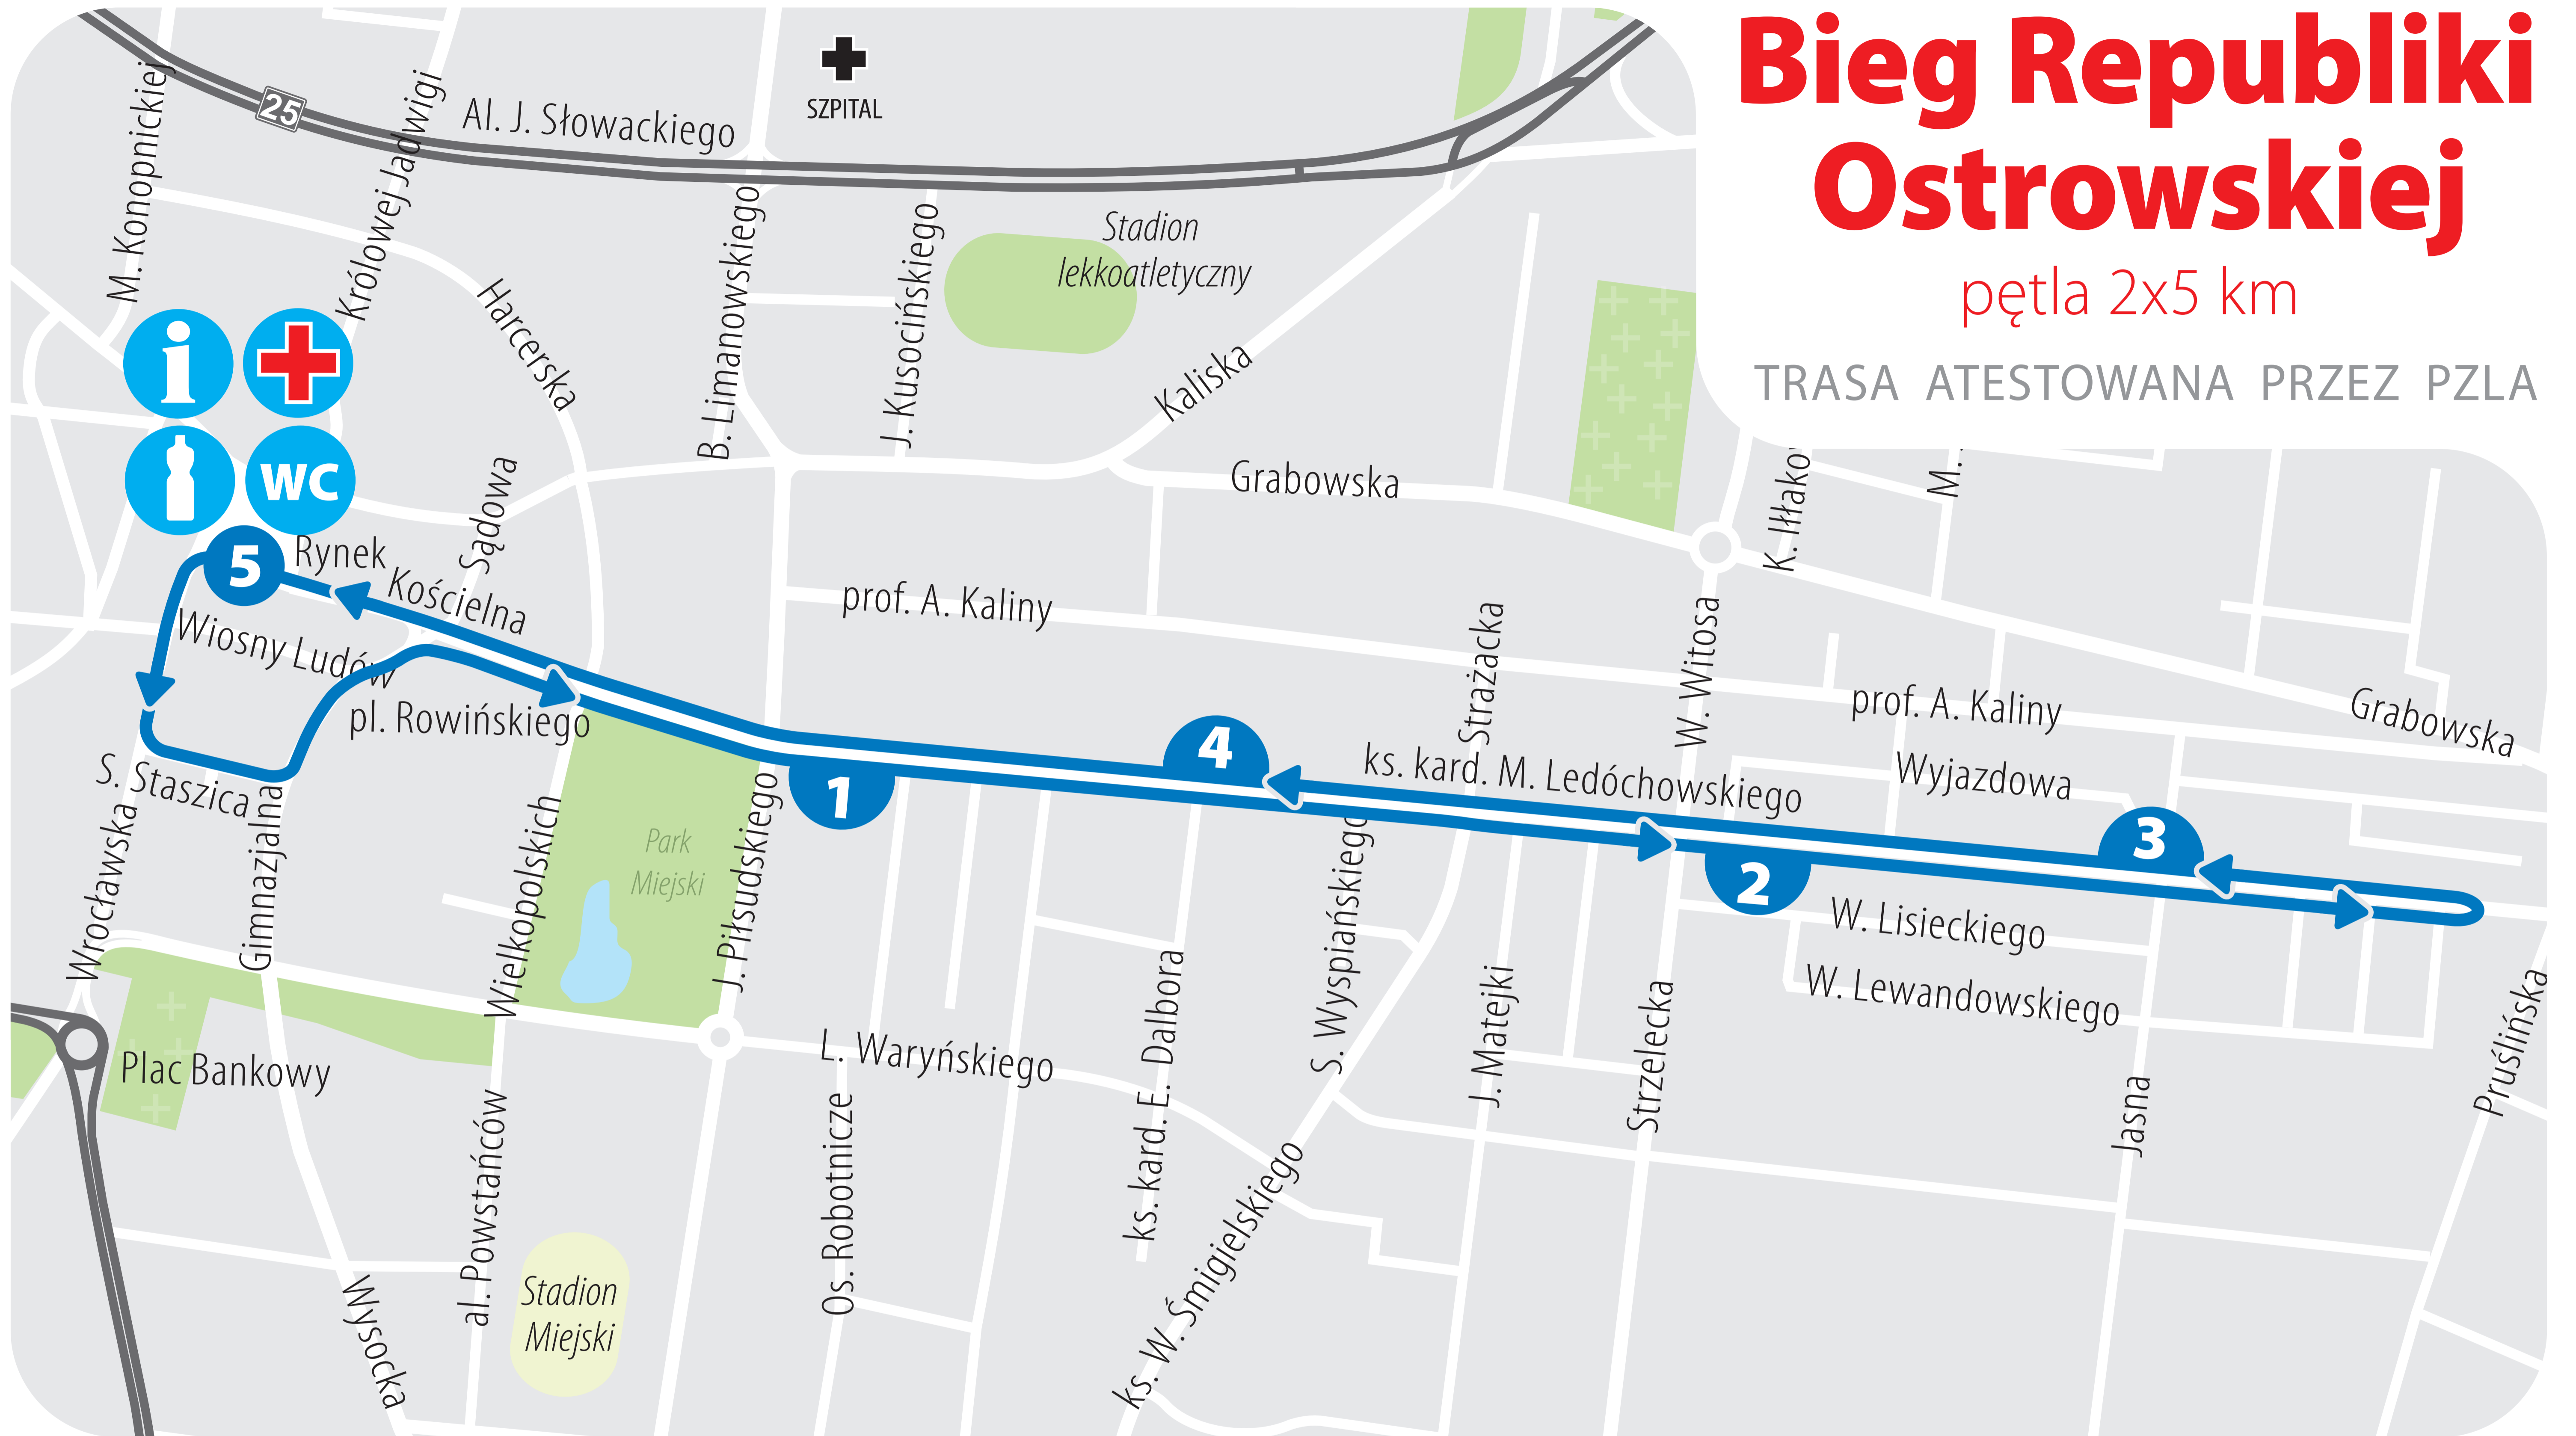 Bieg Republiki
Ostrowskiej
pętla 2x5 km
TRASA ATESTOWANA PRZEZ PZLA
25
Al. J. Słowackiego
SZPITAL
M. Konopnickiej
Królowej Jadwigi
Harcerska
B. Limanowskiego
J. Kusocińskiego
Stadion
lekkoatletyczny
Kaliska
Grabowska
K. Iłłako
M.
i
WC
5
Rynek
Kościelna
Sądowa
Wiosny Ludów
pl. Rowińskiego
prof. A. Kaliny
Strażacka
W. Witosa
prof. A. Kaliny
Grabowska
Wyjazdowa
ks. kard. M. Ledóchowskiego
1
4
2
3
S. Staszica
Wrocławska
Gimnazjalna
Wielkopolskich
Park
Miejski
J. Piłsudskiego
W. Lisieckiego
W. Lewandowskiego
Plac Bankowy
L. Waryńskiego
ks. kard. E. Dalbora
S. Wyspiańskiego
J. Matejki
Strzelecka
Jasna
Pruślińska
al. Powstańców
Os. Robotnicze
ks. W. Śmigielskiego
Stadion
Miejski
Wysocka